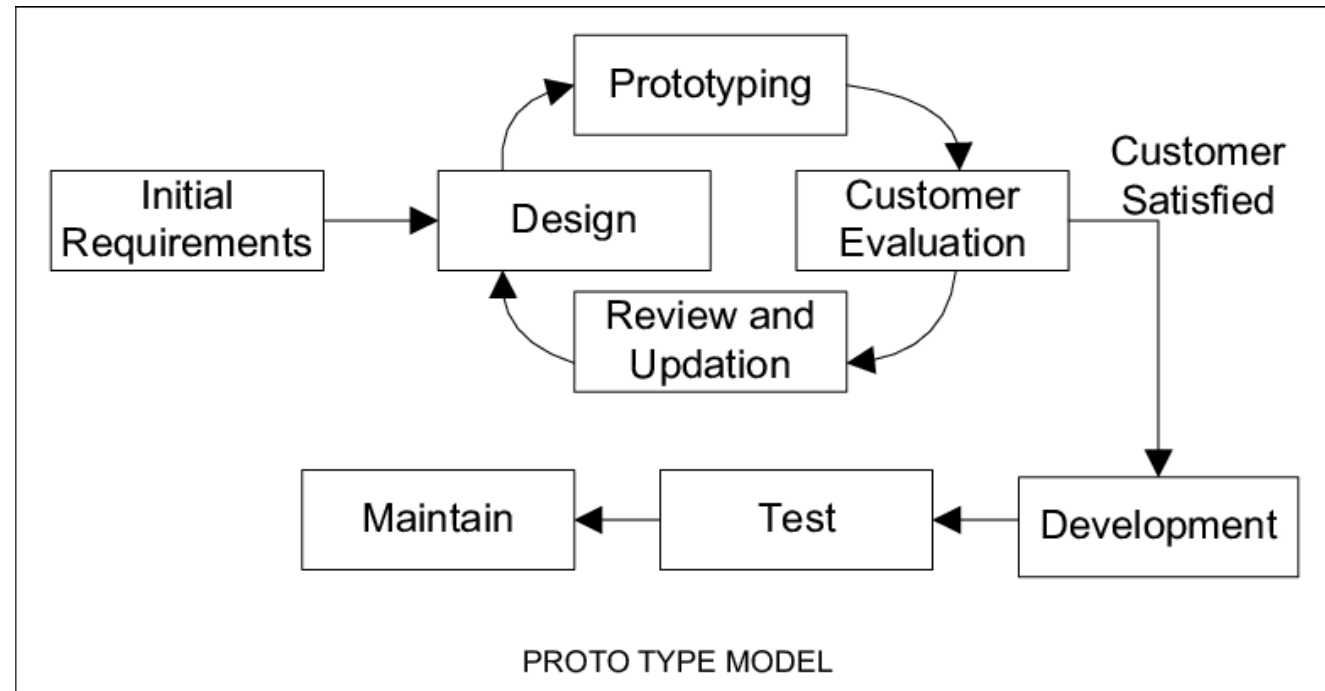 Prototyping
Customer
Satisfied
Initial
Requirements
Design
Customer
Evaluation
Review and
Updation
Maintain
Test
Development
PROTO TYPE MODEL